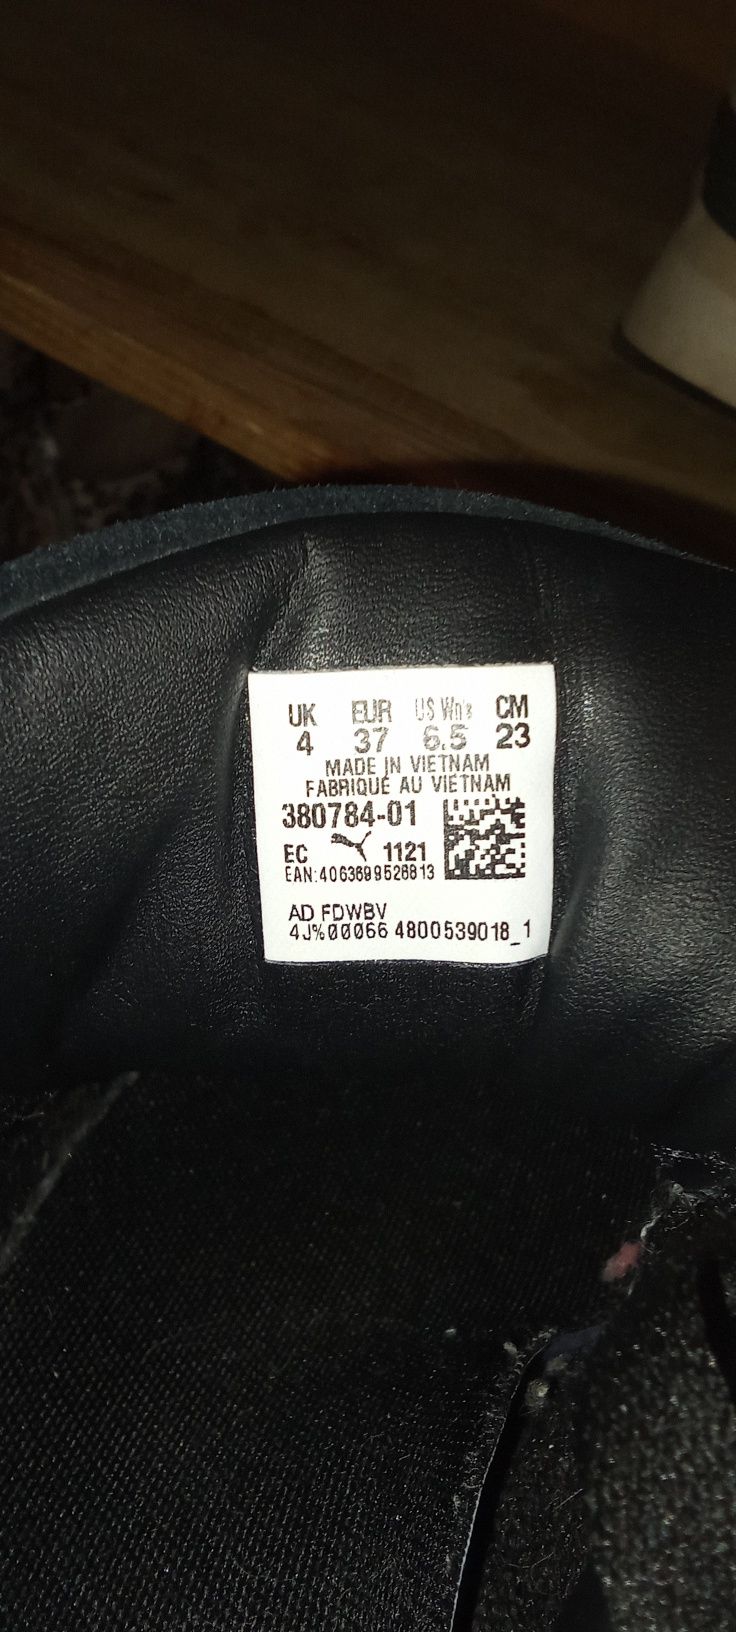 UK EUR US Wn's CM
4 37 6.5 23
MADE IN VIETNAM
FABRIQUÉ AU VIETNAM
380784-01
EC 1121
EAN:4063699526813
AD FDWBV
4J%00066 4800539018_1